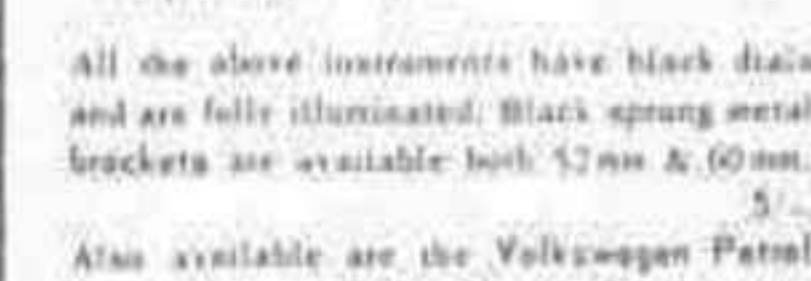 All the above instruments have black dials
and are fully illuminated. Black sprung metal
brackets are available both 52mm & 60mm.
5/-
Also available are the Volkswagen Petrol